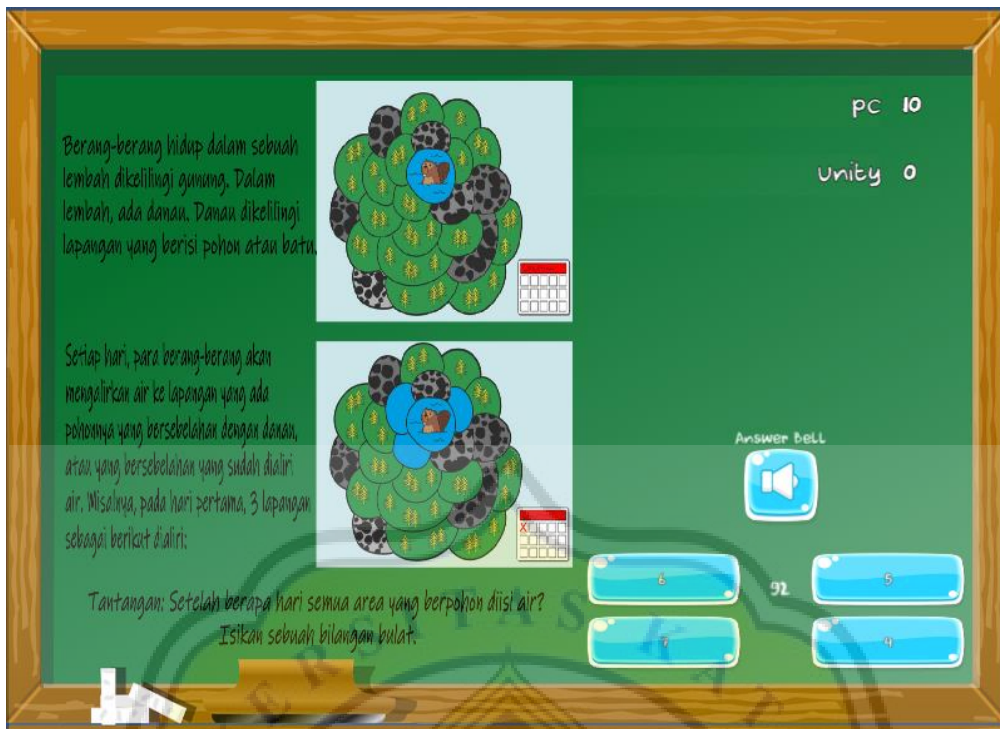 Berang-berang hidup dalam sebuah
lembah dikelilingi gunung. Dalam
lembah, ada danau. Danau dikelilingi
lapangan yang berisi pohon atau batu.
Setiap hari, para berang-berang akan
mengalirkan air ke lapangan yang ada
pohonnya yang bersebelahan dengan danau,
atau yang bersebelahan yang sudah dialiri
air. Misalnya, pada hari pertama, 3 lapangan
sebagai berikut dialiri:
Tantangan: Setelah berapa hari semua area yang berpohon diisi air?
Isikan sebuah bilangan bulat.
PC 10
Unity 0
Answer Bell
6
92
5
4
X